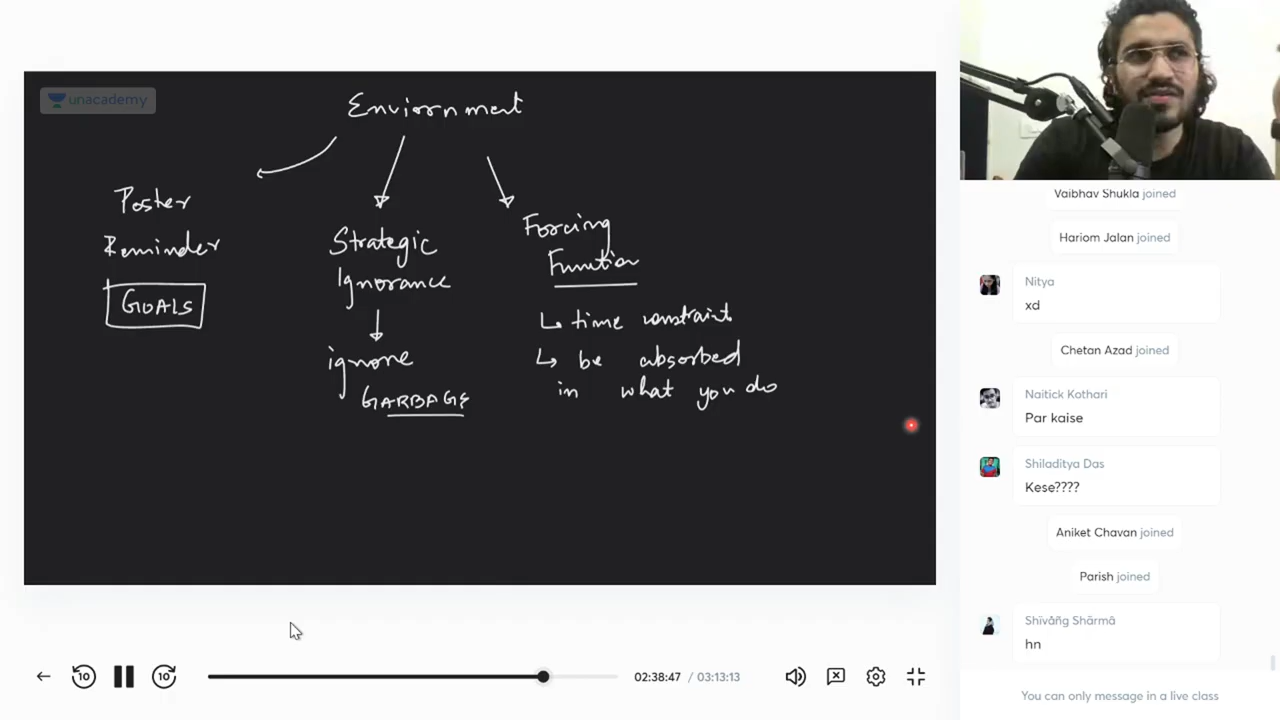 unacademy
Enviornment
Poster
Reminder
GOALS
Strategic
Ignorance
ignore
GARBAGE
Forcing
Function
↳ time constraint
↳ be absorbed
in what you do
10
10
02:38:47 / 03:13:13
Vaibhav Shukla joined
Hariom Jalan joined
Nitya
xd
Chetan Azad joined
Naitick Kothari
Par kaise
Shiladitya Das
Kese????
Aniket Chavan joined
Parish joined
Shïvåñg Shärmå
hn
You can only message in a live class